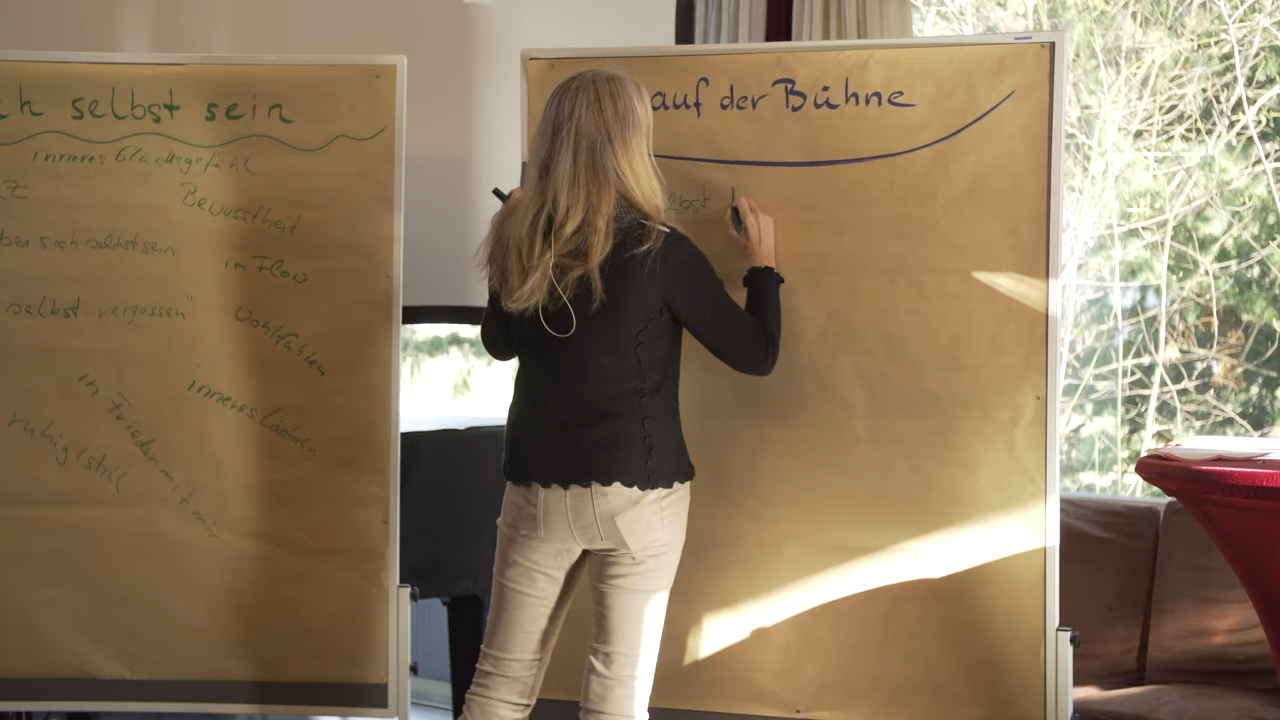 ch selbst sein
inneres Glücksgefühl
Bewusstheit
ber sich selbst sein
im Flow
selbst vergessen"
Wohlfühlen
inneres Lächeln
in Frieden mit mir
ruhig/still
auf der Bühne
elbst